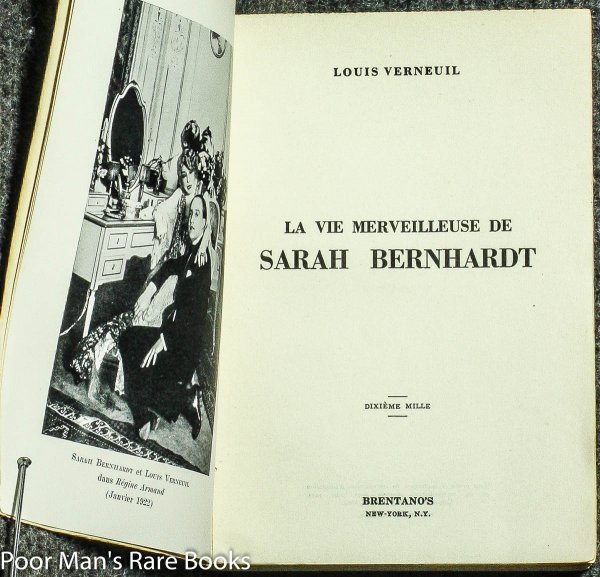 SARAH BERNHARDT et LOUIS VERNEUIL
dans Régine Armand
(Janvier 1922)
LOUIS VERNEUIL
LA VIE MERVEILLEUSE DE
SARAH BERNHARDT
DIXIÈME MILLE
BRENTANO'S
NEW-YORK, N.Y.
Poor Man's Rare Books